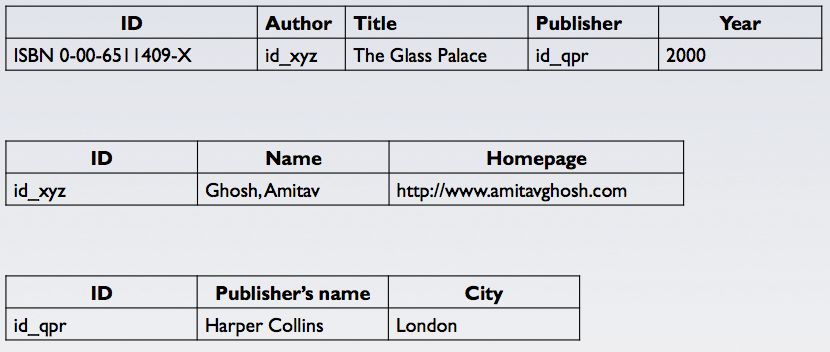 ID Author Title Publisher Year
ISBN 0-00-6511409-X id_xyz The Glass Palace id_qpr 2000
ID Name Homepage
id_xyz Ghosh, Amitav http://www.amitavghosh.com
ID Publisher's name City
id_qpr Harper Collins London